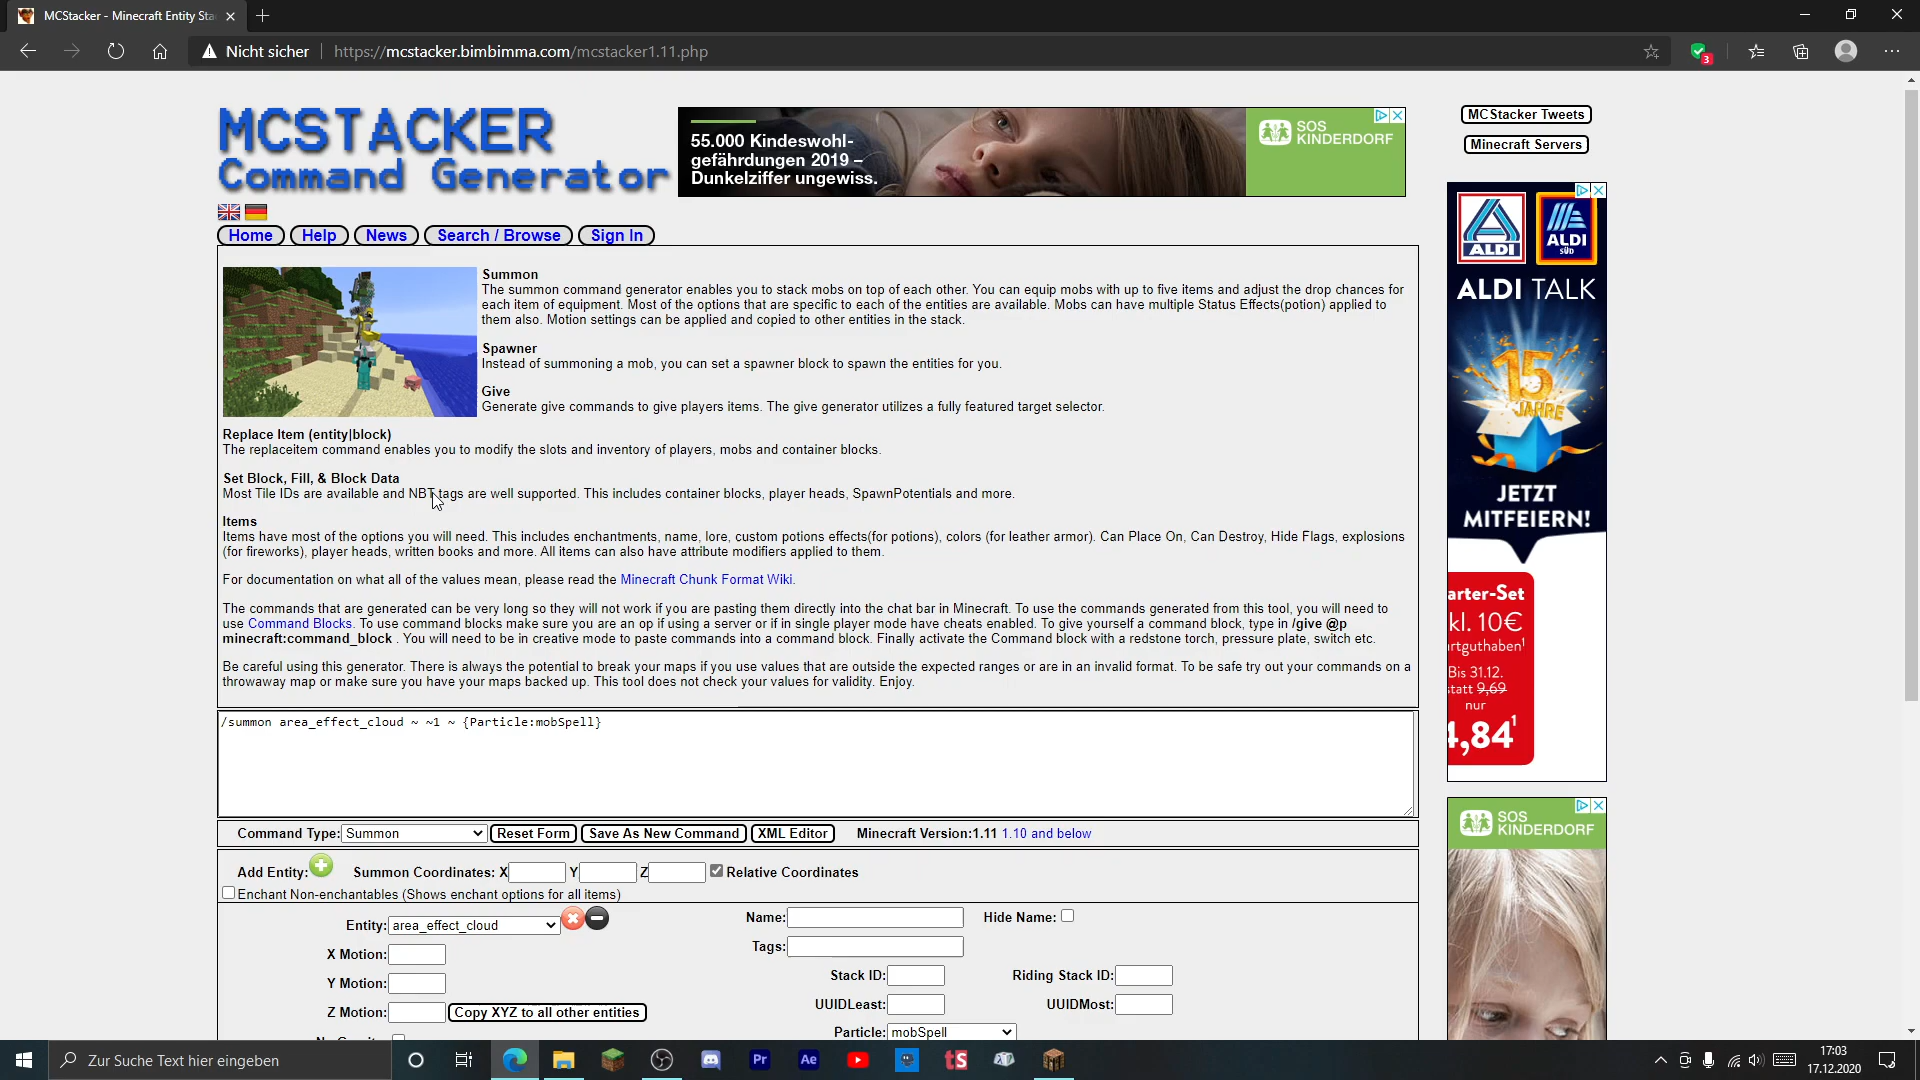 MCStacker - Minecraft Entity Sta
Nicht sicher
https://mcstacker.bimbimma.com/mcstacker1.11.php
3
MCSTACKER
Command Generator
55.000 Kindeswohl-
gefährdungen 2019 –
Dunkelziffer ungewiss.
SOS
KINDERDORF
MCStacker Tweets
Minecraft Servers
Home
Help
News
Search / Browse
Sign In
Summon
The summon command generator enables you to stack mobs on top of each other. You can equip mobs with up to five items and adjust the drop chances for
each item of equipment. Most of the options that are specific to each of the entities are available. Mobs can have multiple Status Effects(potion) applied to
them also. Motion settings can be applied and copied to other entities in the stack.
Spawner
Instead of summoning a mob, you can set a spawner block to spawn the entities for you.
Give
Generate give commands to give players items. The give generator utilizes a fully featured target selector.
Replace Item (entity|block)
The replaceitem command enables you to modify the slots and inventory of players, mobs and container blocks.
Set Block, Fill, & Block Data
Most Tile IDs are available and NBT tags are well supported. This includes container blocks, player heads, SpawnPotentials and more.
Items
Items have most of the options you will need. This includes enchantments, name, lore, custom potions effects(for potions), colors (for leather armor). Can Place On, Can Destroy, Hide Flags, explosions
(for fireworks), player heads, written books and more. All items can also have attribute modifiers applied to them.
For documentation on what all of the values mean, please read the Minecraft Chunk Format Wiki.
The commands that are generated can be very long so they will not work if you are pasting them directly into the chat bar in Minecraft. To use the commands generated from this tool, you will need to
use Command Blocks. To use command blocks make sure you are an op if using a server or if in single player mode have cheats enabled. To give yourself a command block, type in /give @p
minecraft:command_block . You will need to be in creative mode to paste commands into a command block. Finally activate the Command block with a redstone torch, pressure plate, switch etc.
Be careful using this generator. There is always the potential to break your maps if you use values that are outside the expected ranges or are in an invalid format. To be safe try out your commands on a
throwaway map or make sure you have your maps backed up. This tool does not check your values for validity. Enjoy.
/summon area_effect_cloud ~ ~1 ~ {Particle:mobSpell}
Command Type: Summon
Reset Form
Save As New Command
XML Editor
Minecraft Version:1.11 1.10 and below
Add Entity:
Summon Coordinates: X
Y
Z
Relative Coordinates
Enchant Non-enchantables (Shows enchant options for all items)
Entity: area_effect_cloud
Name:
Hide Name:
X Motion:
Tags:
Y Motion:
Stack ID:
Riding Stack ID:
Z Motion:
Copy XYZ to all other entities
UUIDLeast:
UUIDMost:
Particle: mobSpell
ALDI
ALDI
SÜD
ALDI TALK
15
JAHRE
JETZT
MITFEIERN!
arter-Set
kl. 10€
rtguthaben¹
Bis 31.12.
statt 9,69
nur
4,84¹
SOS
KINDERDORF
Zur Suche Text hier eingeben
Pr
Ae
tS
17:03
17.12.2020